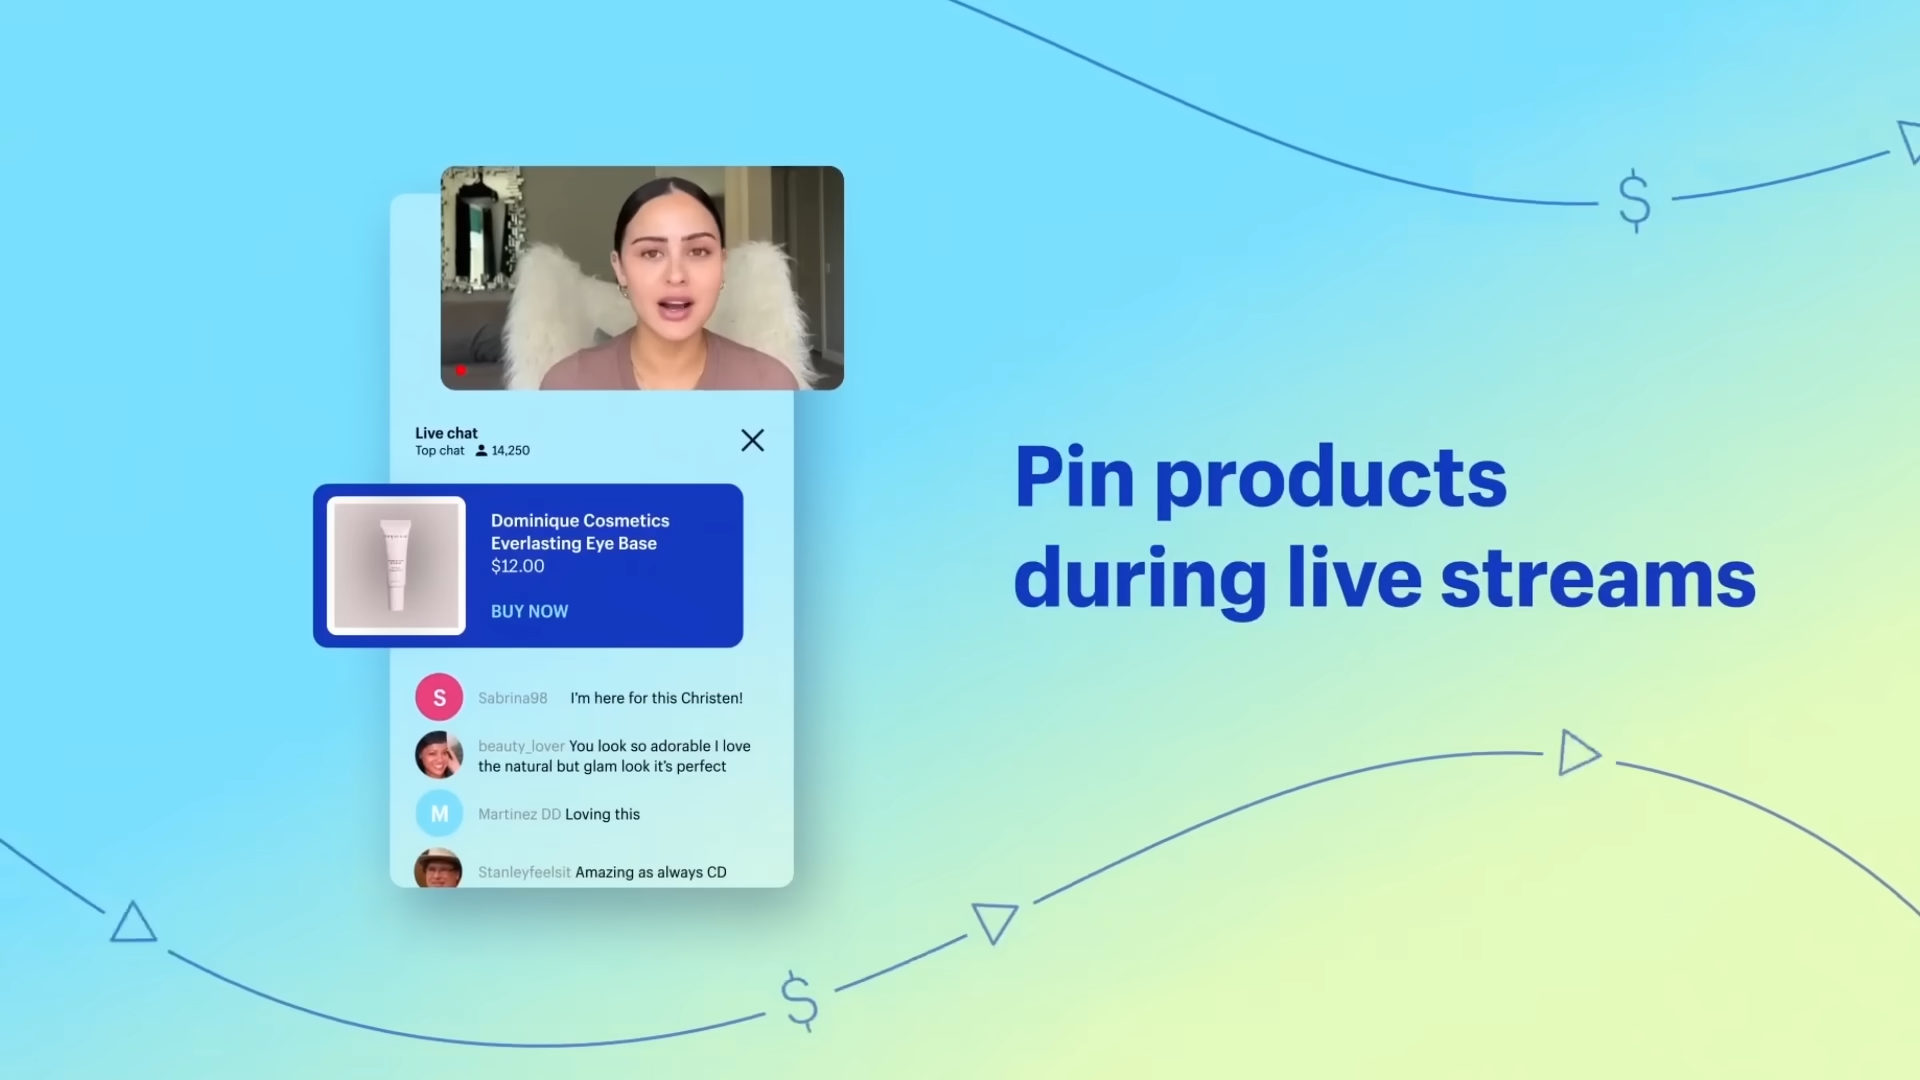 Live chat
Top chat 14,250
Dominique Cosmetics
Everlasting Eye Base
$12.00
BUY NOW
S
Sabrina98 I'm here for this Christen!
beauty_lover You look so adorable I love
the natural but glam look it's perfect
M
Martinez DD Loving this
Stanleyfeelsit Amazing as always CD
Pin products
during live streams
$
$